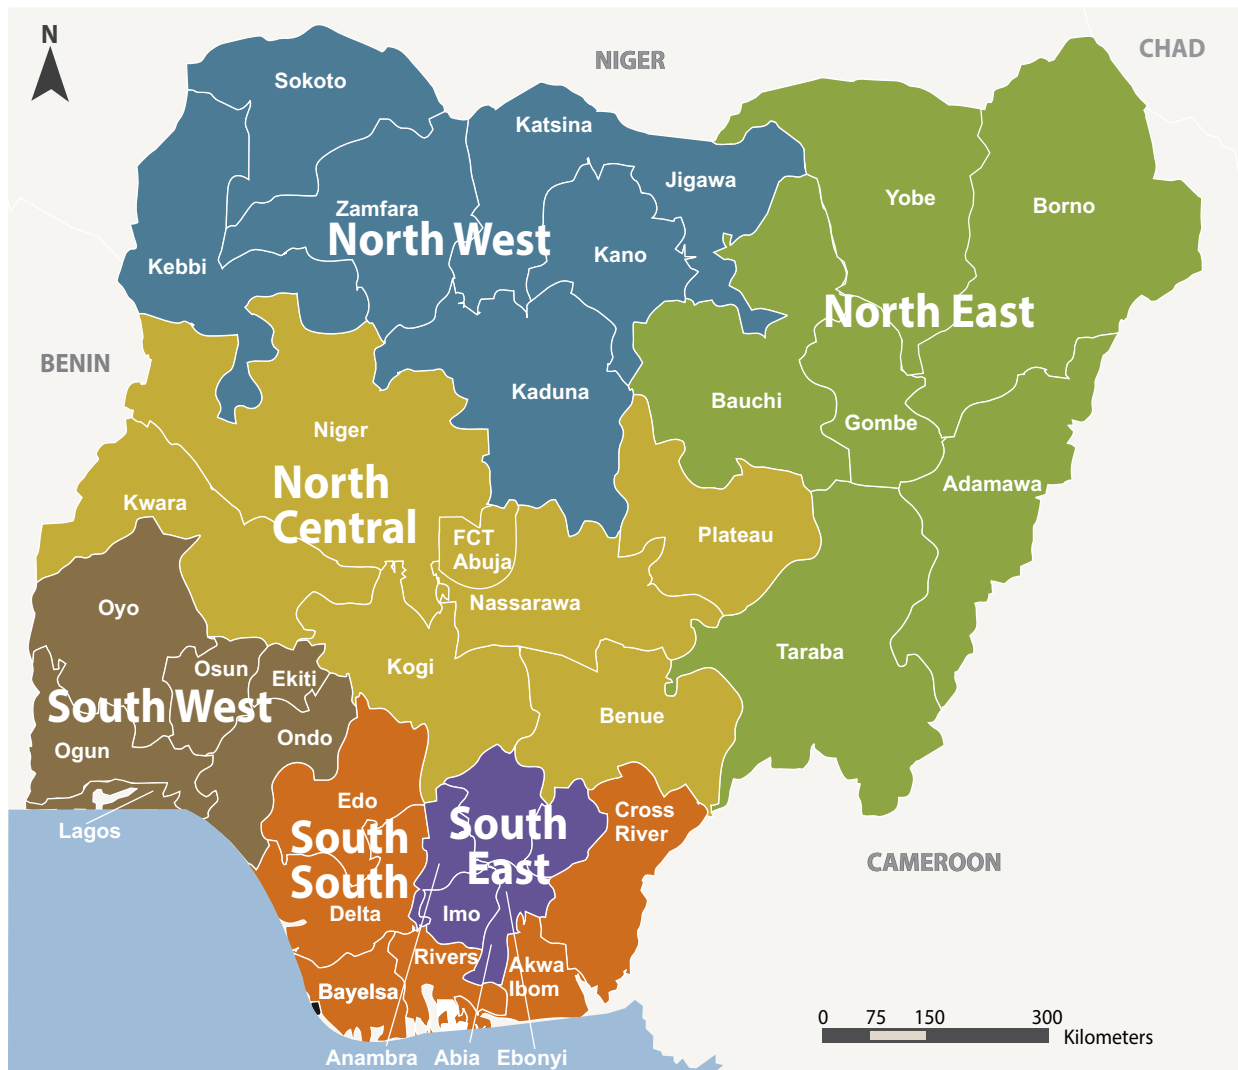 N
NIGER
CHAD
Sokoto
Katsina
Jigawa
Yobe
Borno
Zamfara
North West
Kano
Kebbi
North East
BENIN
Kaduna
Bauchi
Gombe
Niger
North
Central
Adamawa
Kwara
Plateau
FCT
Abuja
Nassarawa
Oyo
Taraba
Osun
Ekiti
Kogi
South West
Benue
Ondo
Ogun
Edo
Cross
River
South
East
South
South
Lagos
CAMEROON
Delta
Imo
Rivers
Akwa
Ibom
Bayelsa
Anambra
Abia
Ebonyi
0 75 150 300
Kilometers